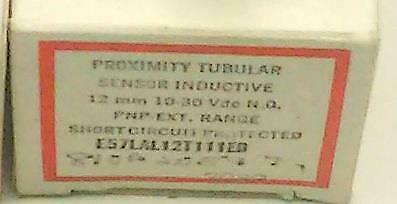 PROXIMITY TUBULAR
SENSOR INDUCTIVE
12 mm 10-30 Vdc N.O.
PNP EXT. RANGE
SHORTCIRCUIT PROTECTED
E57LAL12T111ED